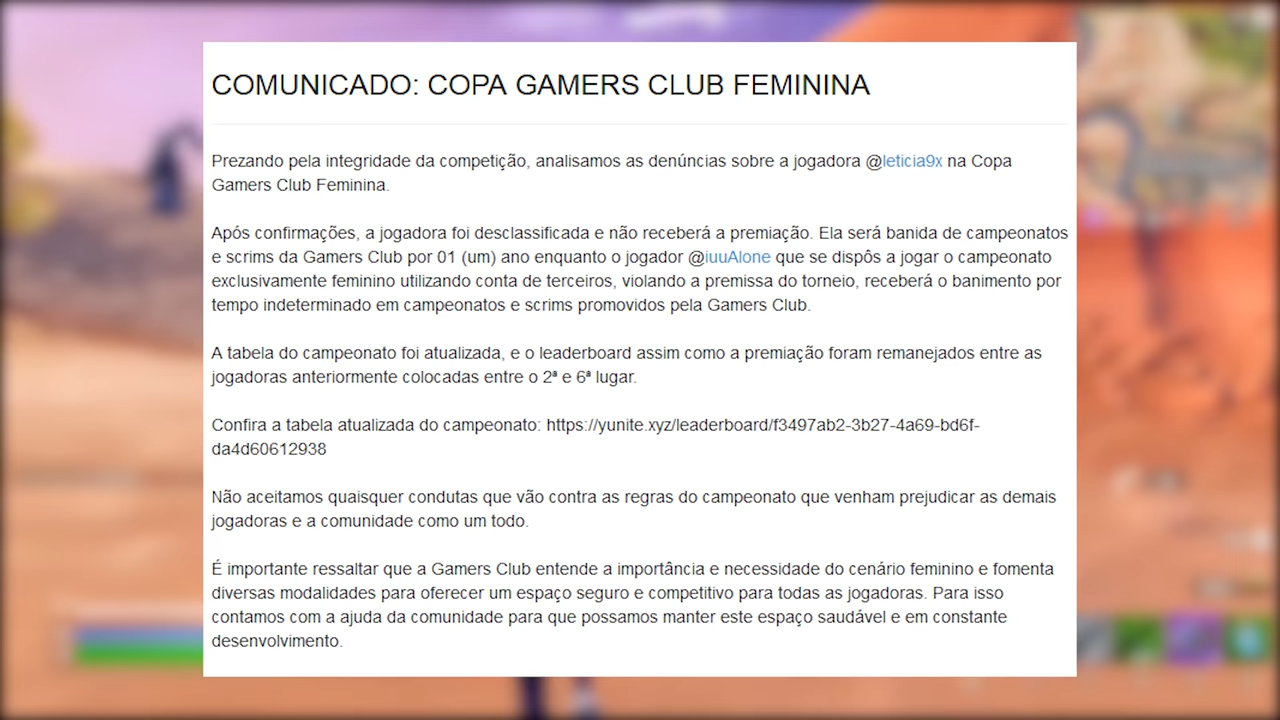 COMUNICADO: COPA GAMERS CLUB FEMININA
Prezando pela integridade da competição, analisamos as denúncias sobre a jogadora @leticia9x na Copa
Gamers Club Feminina.
Após confirmações, a jogadora foi desclassificada e não receberá a premiação. Ela será banida de campeonatos
e scrims da Gamers Club por 01 (um) ano enquanto o jogador @iuuAlone que se dispôs a jogar o campeonato
exclusivamente feminino utilizando conta de terceiros, violando a premissa do torneio, receberá o banimento por
tempo indeterminado em campeonatos e scrims promovidos pela Gamers Club.
A tabela do campeonato foi atualizada, e o leaderboard assim como a premiação foram remanejados entre as
jogadoras anteriormente colocadas entre o 2ª e 6ª lugar.
Confira a tabela atualizada do campeonato: https://yunite.xyz/leaderboard/f3497ab2-3b27-4a69-bd6f-
da4d60612938
Não aceitamos quaisquer condutas que vão contra as regras do campeonato que venham prejudicar as demais
jogadoras e a comunidade como um todo.
É importante ressaltar que a Gamers Club entende a importância e necessidade do cenário feminino e fomenta
diversas modalidades para oferecer um espaço seguro e competitivo para todas as jogadoras. Para isso
contamos com a ajuda da comunidade para que possamos manter este espaço saudável e em constante
desenvolvimento.